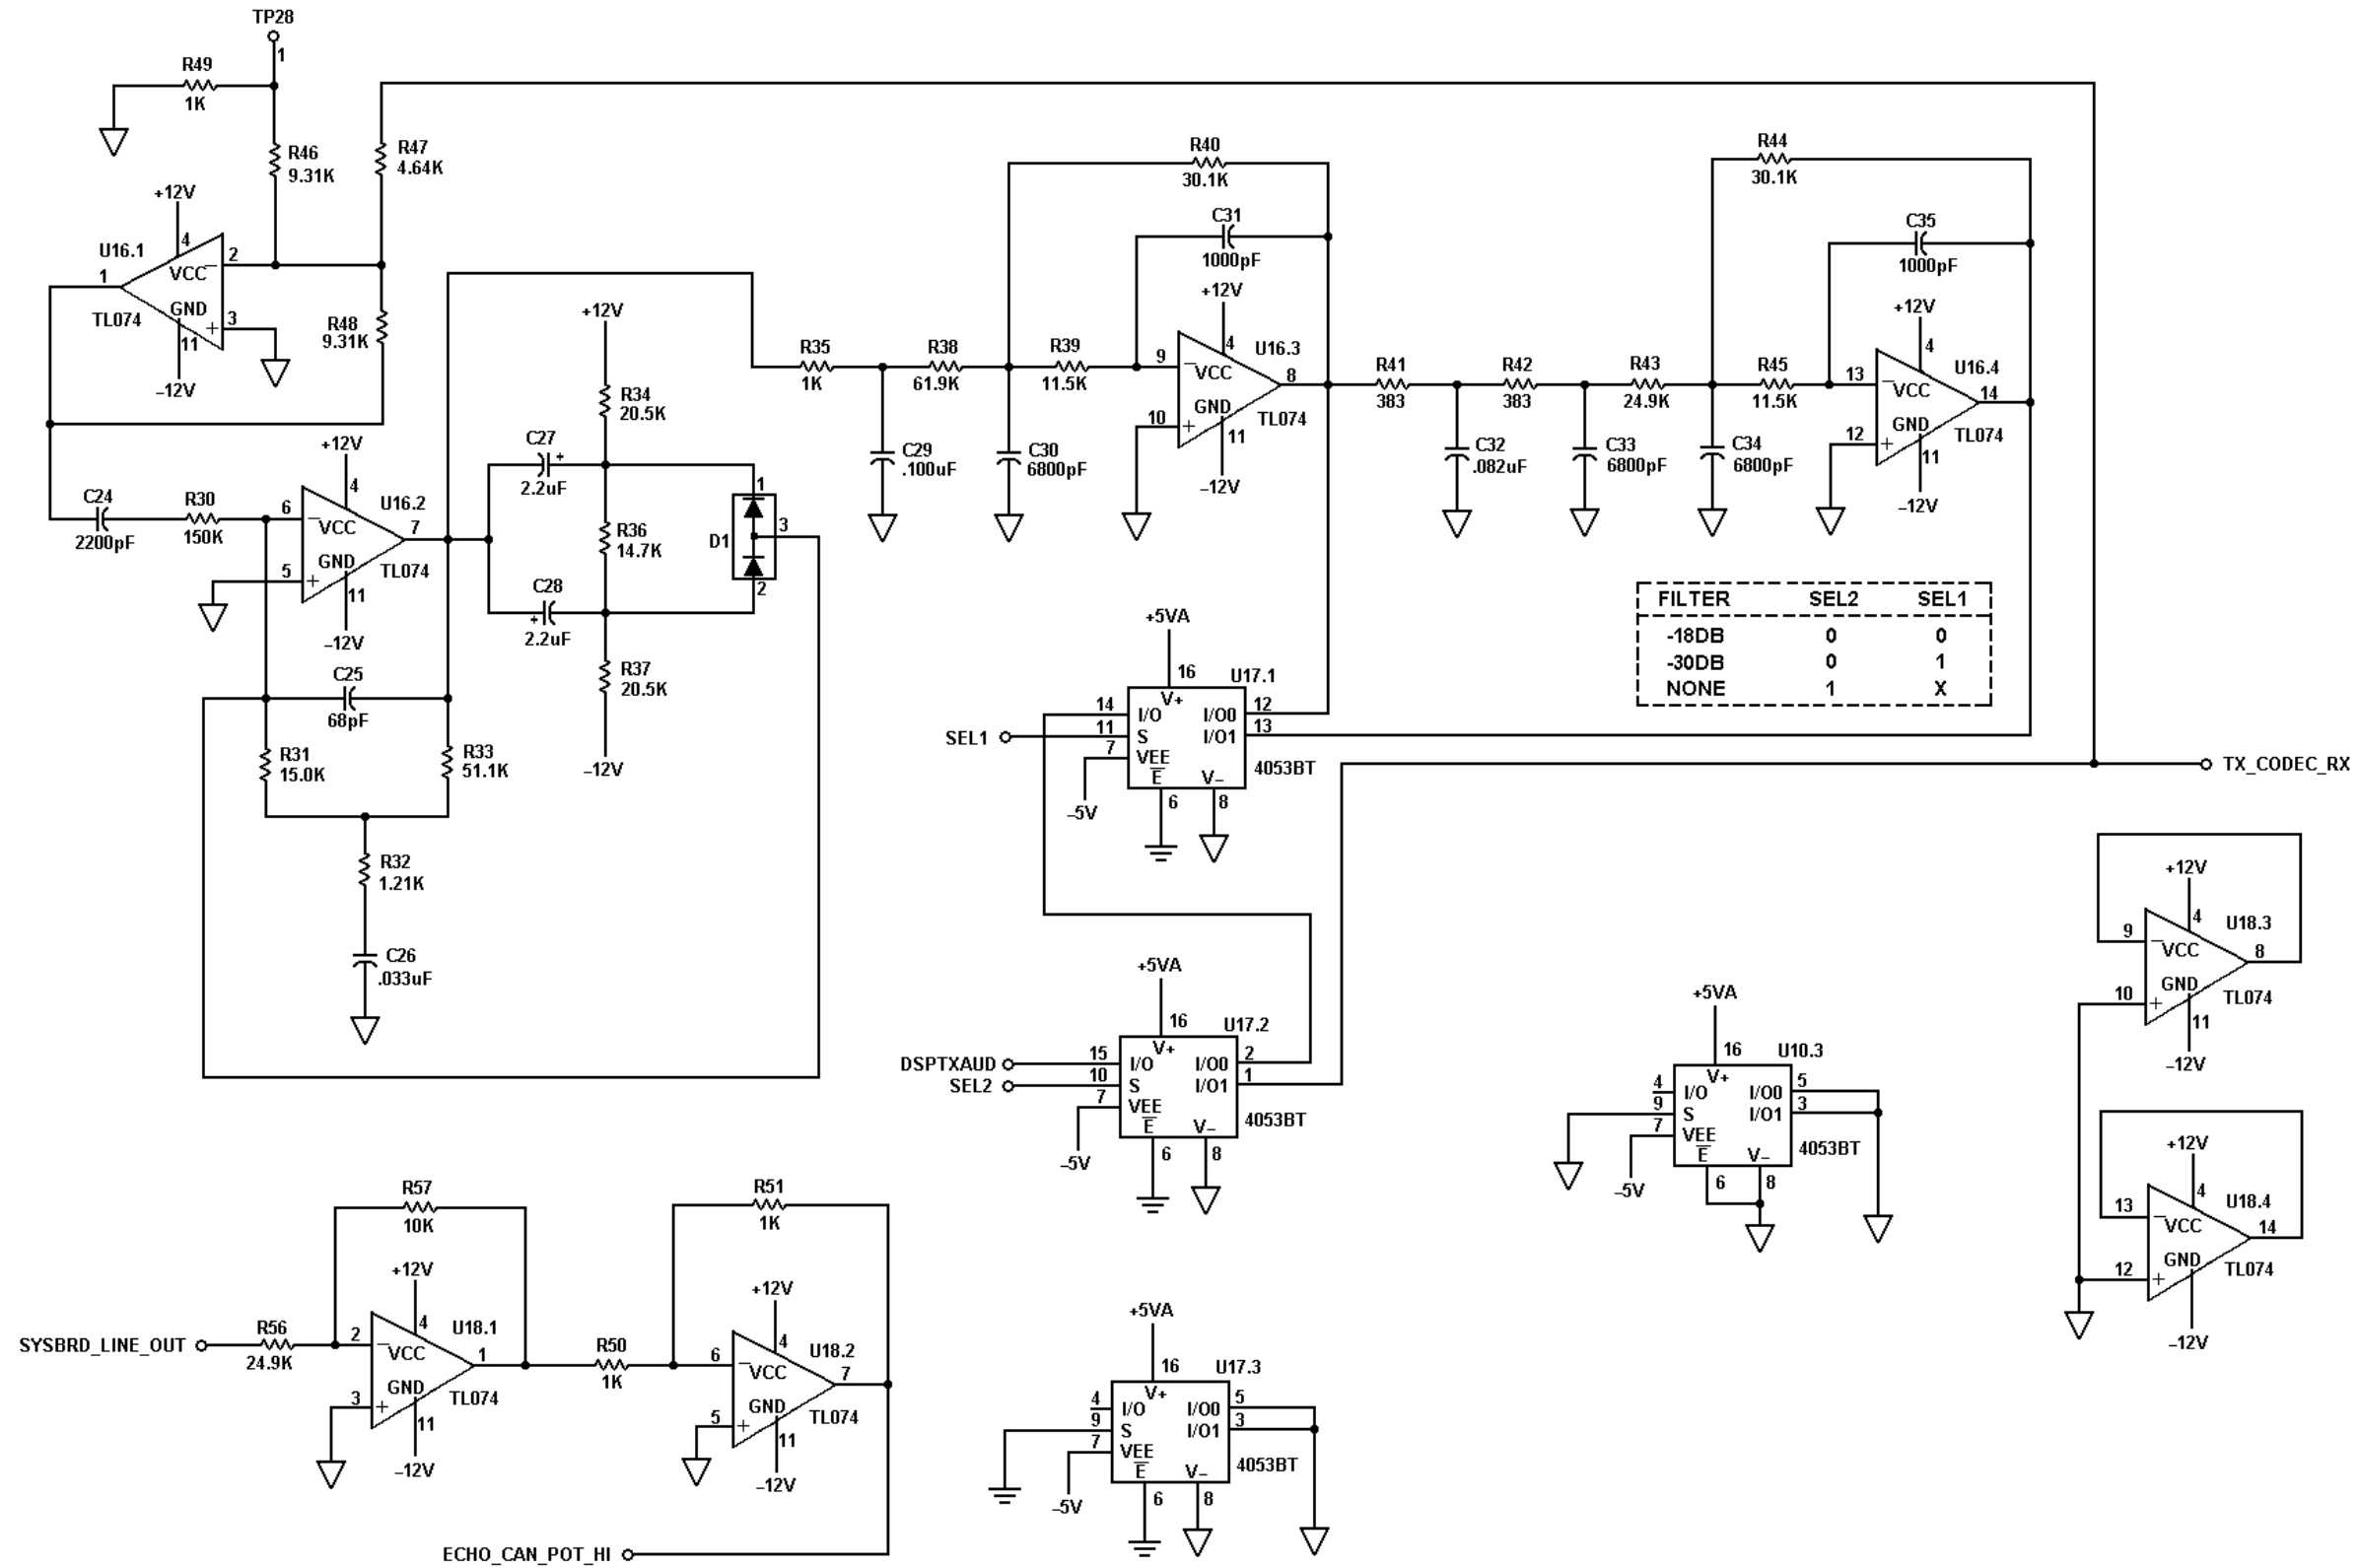 TP28
1
R49
1K
R46
9.31K
R47
4.64K
+12V
4
U16.1
1
2
VCC
GND
3
TL074
11
–12V
R48
9.31K
C24
2200pF
R30
150K
+12V
4
U16.2
6
VCC
7
GND
5
TL074
11
–12V
C25
68pF
R31
15.0K
R33
51.1K
R32
1.21K
C26
.033uF
+12V
R34
20.5K
C27
+
2.2uF
R36
14.7K
C28
+
2.2uF
R37
20.5K
–12V
D1
1
3
2
R35
1K
R38
61.9K
R39
11.5K
C29
.100uF
C30
6800pF
R40
30.1K
C31
1000pF
+12V
4
U16.3
9
VCC
8
GND
10
TL074
11
–12V
R41
383
R42
383
R43
24.9K
R45
11.5K
C32
.082uF
C33
6800pF
C34
6800pF
R44
30.1K
C35
1000pF
+12V
4
U16.4
13
VCC
14
GND
12
TL074
11
–12V
FILTER SEL2 SEL1
-18DB 0 0
-30DB 0 1
NONE 1 X
+5VA
16
U17.1
V+
14 I/O I/O0 12
SEL1 11 S I/O1 13
7 VEE
E V–
4053BT
–5V
6 8
TX_CODEC_RX
+5VA
16
U17.2
V+
DSPTXAUD 15 I/O I/O0 2
SEL2 10 S I/O1 1
7 VEE
E V–
4053BT
–5V
6 8
+5VA
16
U10.3
V+
4 I/O I/O0 5
9 S I/O1 3
7 VEE
E V–
4053BT
–5V
6 8
+12V
4
U18.3
9
VCC
8
GND
10
TL074
11
–12V
+12V
4
U18.4
13
VCC
14
GND
12
TL074
11
–12V
R57
10K
+12V
4
U18.1
SYSBRD_LINE_OUT
R56
24.9K
2
VCC
1
GND
3
TL074
11
–12V
R51
1K
R50
1K
+12V
4
U18.2
6
VCC
7
GND
5
TL074
11
–12V
ECHO_CAN_POT_HI
+5VA
16
U17.3
V+
4 I/O I/O0 5
9 S I/O1 3
7 VEE
E V–
4053BT
–5V
6 8